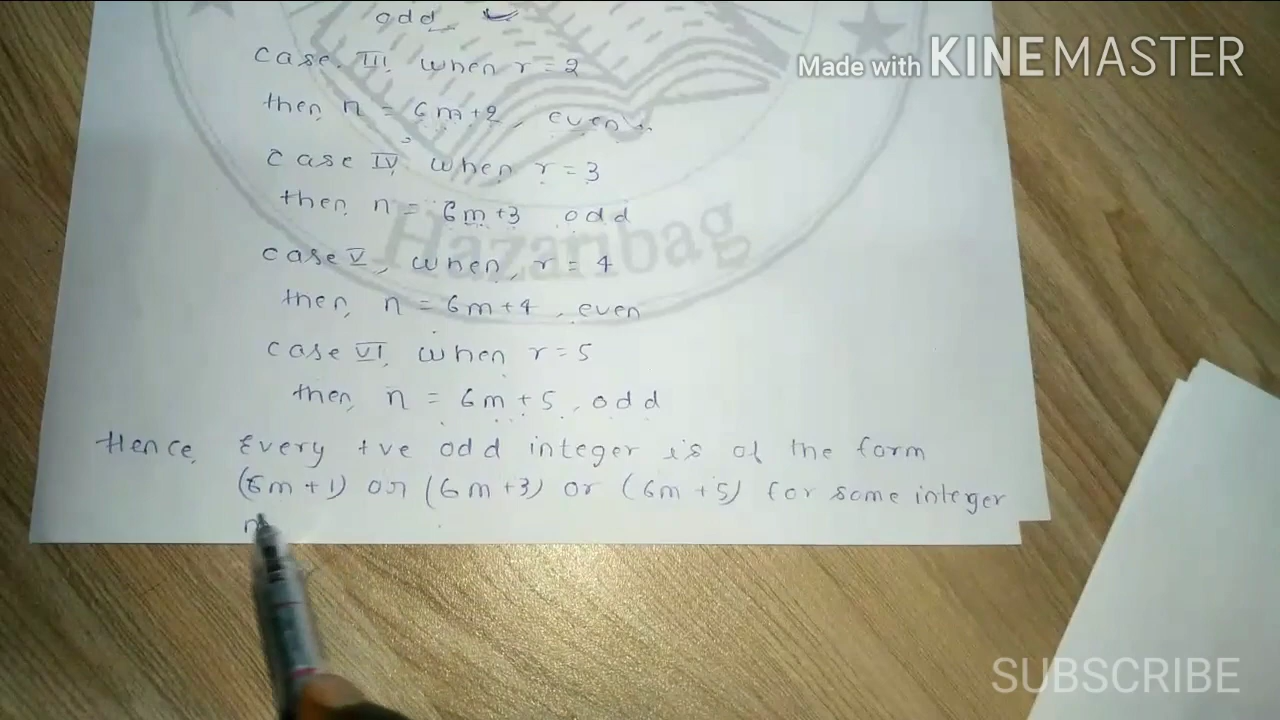 odd
Made with KINEMASTER
Case III, when r = 2
then, n = 6m+2, even
Case IV, when r = 3
then, n = 6m+3 odd
Hazaribag
Case V, when, r = 4
then, n = 6m+4, even
Case VI, when r = 5
then, n = 6m+5, odd
Hence, Every +ve odd integer is of the form
(6m+1) or (6m+3) or (6m+5) for some integer
SUBSCRIBE